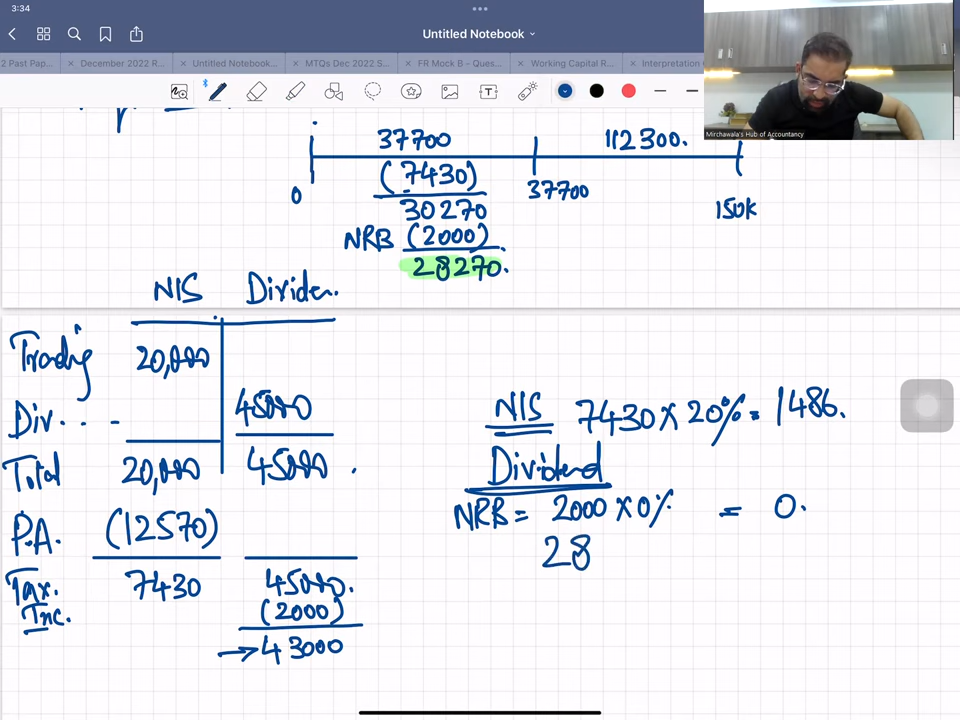 3:34
Untitled Notebook
2 Past Pap...
December 2022 R...
Untitled Notebook...
MTQs Dec 2022 S...
FR Mock B - Ques...
Working Capital R...
Interpretation
Mirchawala's Hub of Accountancy
37700 112300.
(7430)
0 37700 150K
30270
NRB (2000)
28270.
NIS Dividen.
Trading 20,000
Div... - 45000
Total 20,000 45000.
P.A. (12570)
Tax. 7430 45000.
Inc. (2000)
→43000
NIS 7430 x 20% = 1486.
Dividend
NRB = 2000 x 0% = 0.
28